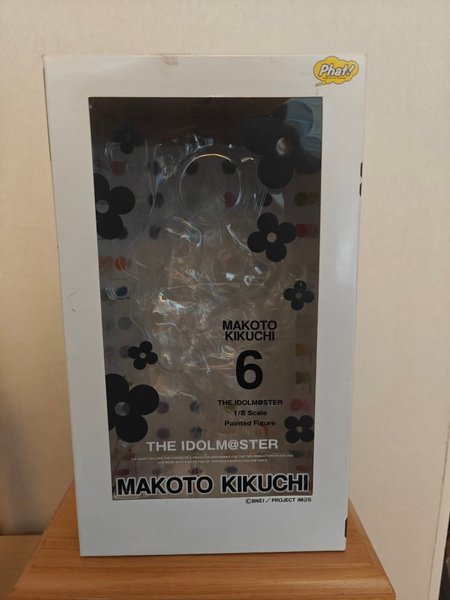 Phat!
MAKOTO
KIKUCHI
6
THE IDOLM@STER
1/8 Scale
Painted Figure
THE IDOLM@STER
MAKOTO KIKUCHI
©BNEI / PROJECT iM@S